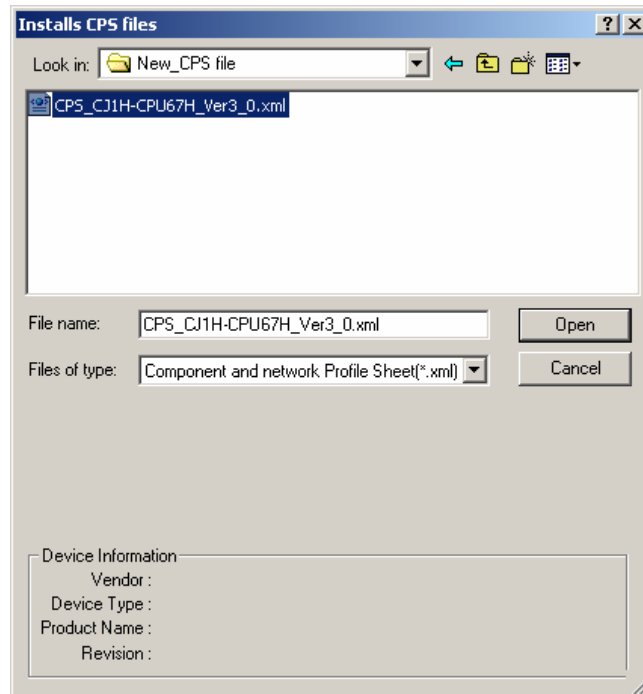 Installs CPS files
Look in: New_CPS file
CPS_CJ1H-CPU67H_Ver3_0.xml
File name: CPS_CJ1H-CPU67H_Ver3_0.xml Open
Files of type: Component and network Profile Sheet(*.xml) Cancel
Device Information
Vendor :
Device Type :
Product Name :
Revision :